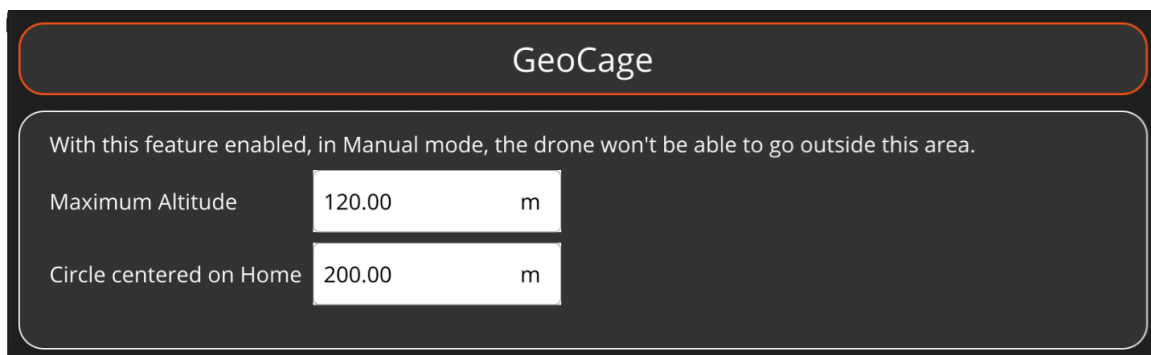 GeoCage
With this feature enabled, in Manual mode, the drone won't be able to go outside this area.
Maximum Altitude 120.00 m
Circle centered on Home 200.00 m